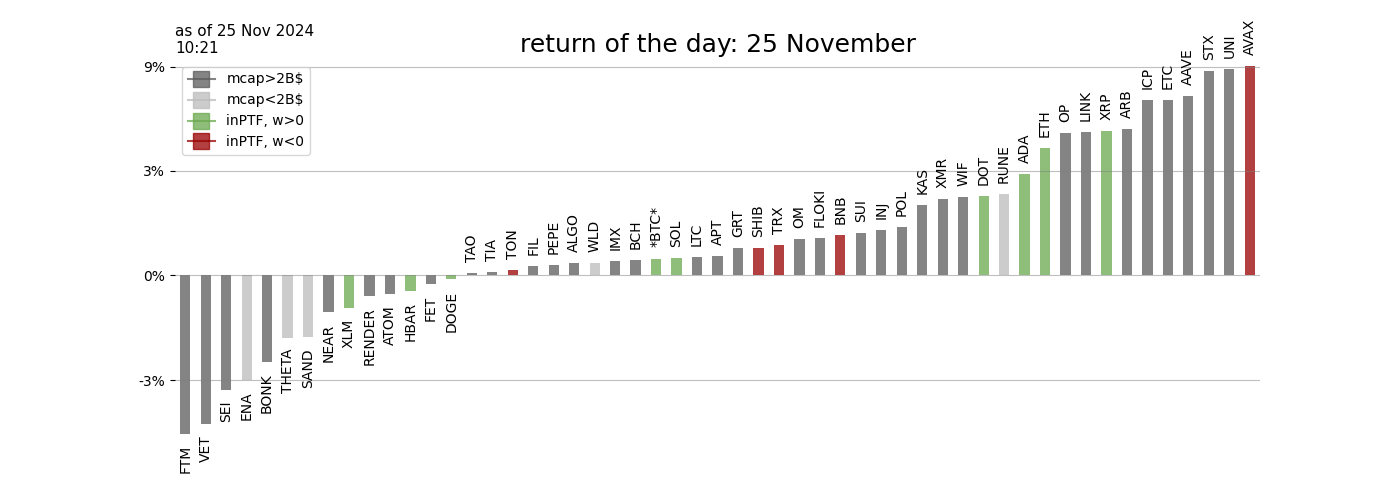 as of 25 Nov 2024
10:21
return of the day: 25 November
9%
3%
0%
-3%
mcap>2B$
mcap<2B$
inPTF, w>0
inPTF, w<0
FTM
VET
SEI
ENA
BONK
THETA
SAND
NEAR
XLM
RENDER
ATOM
HBAR
FET
DOGE
TAO
TIA
TON
FIL
PEPE
ALGO
WLD
IMX
BCH
*BTC*
SOL
LTC
APT
GRT
SHIB
TRX
OM
FLOKI
BNB
SUI
INJ
POL
KAS
XMR
WIF
DOT
RUNE
ADA
ETH
OP
LINK
XRP
ARB
ICP
ETC
AAVE
STX
UNI
AVAX